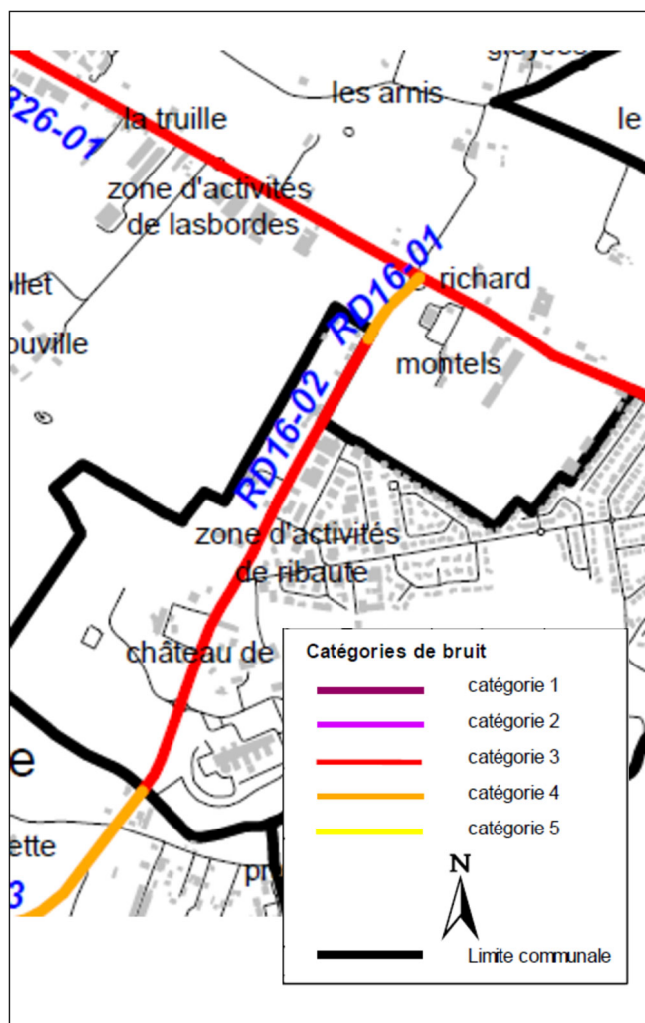 les arnis
le
la truille
826-01
zone d'activités
de lasbordes
RD16-01
richard
montels
RD16-02
zone d'activités
de ribaute
château de
e
ette
3
Catégories de bruit
catégorie 1
catégorie 2
catégorie 3
catégorie 4
catégorie 5
N
Limite communale